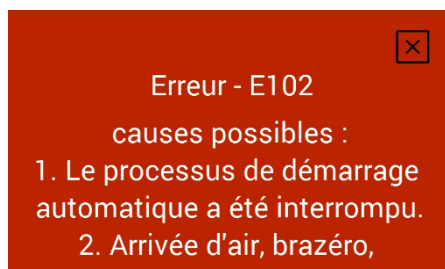 Erreur - E102
causes possibles :
1. Le processus de démarrage
automatique a été interrompu.
2. Arrivée d'air, brazéro,